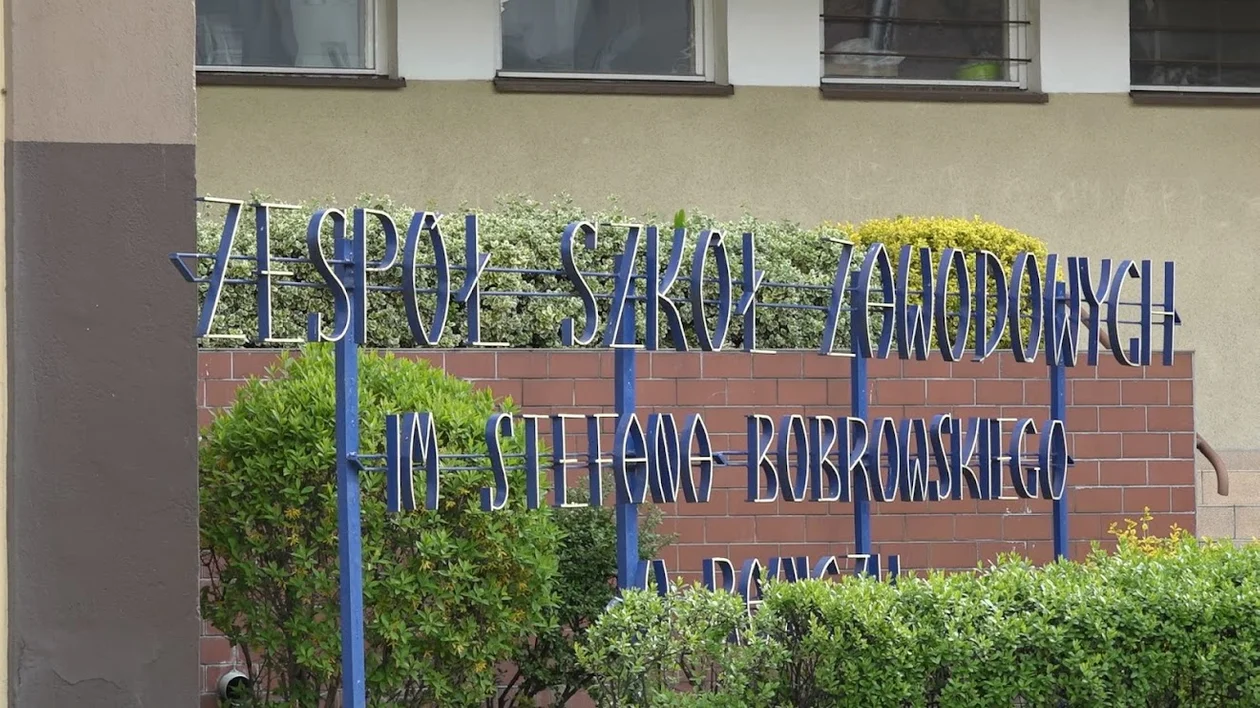 ZESPÓŁ SZKÓŁ ZAWODOWYCH
IM STEFANA BOBROWSKIEGO